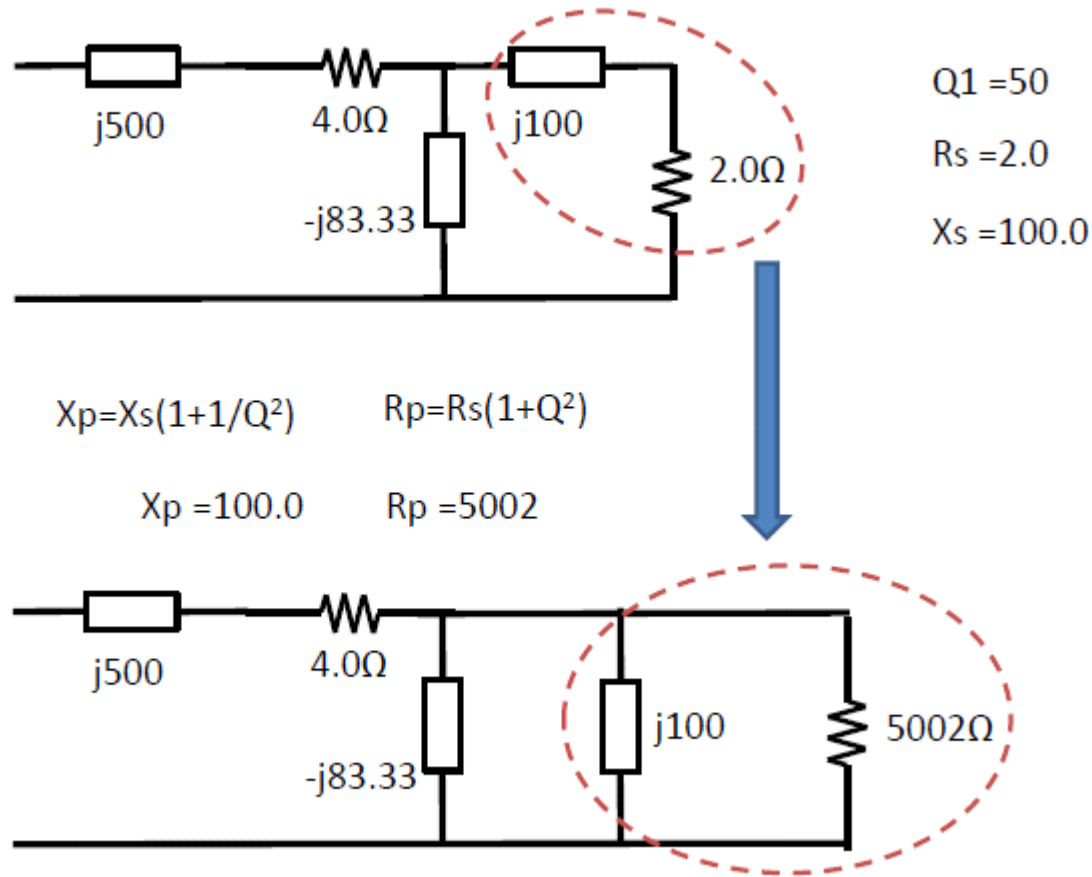 j500
4.0Ω
j100
-j83.33
2.0Ω
Q1 =50
Rs =2.0
Xs =100.0
Xp=Xs(1+1/Q²)
Rp=Rs(1+Q²)
Xp =100.0
Rp =5002
j500
4.0Ω
-j83.33
j100
5002Ω